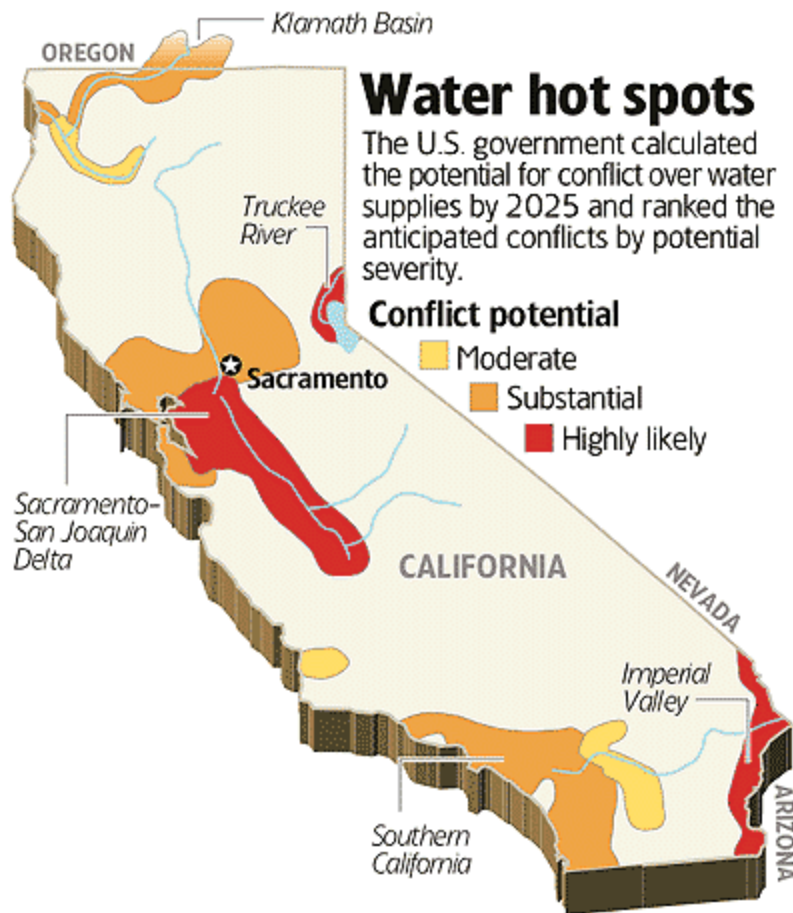 Klamath Basin
OREGON
Water hot spots
The U.S. government calculated
the potential for conflict over water
supplies by 2025 and ranked the
anticipated conflicts by potential
severity.
Truckee
River
Conflict potential
Moderate
Substantial
Highly likely
Sacramento
Sacramento–
San Joaquin
Delta
CALIFORNIA
NEVADA
Imperial
Valley
ARIZONA
Southern
California